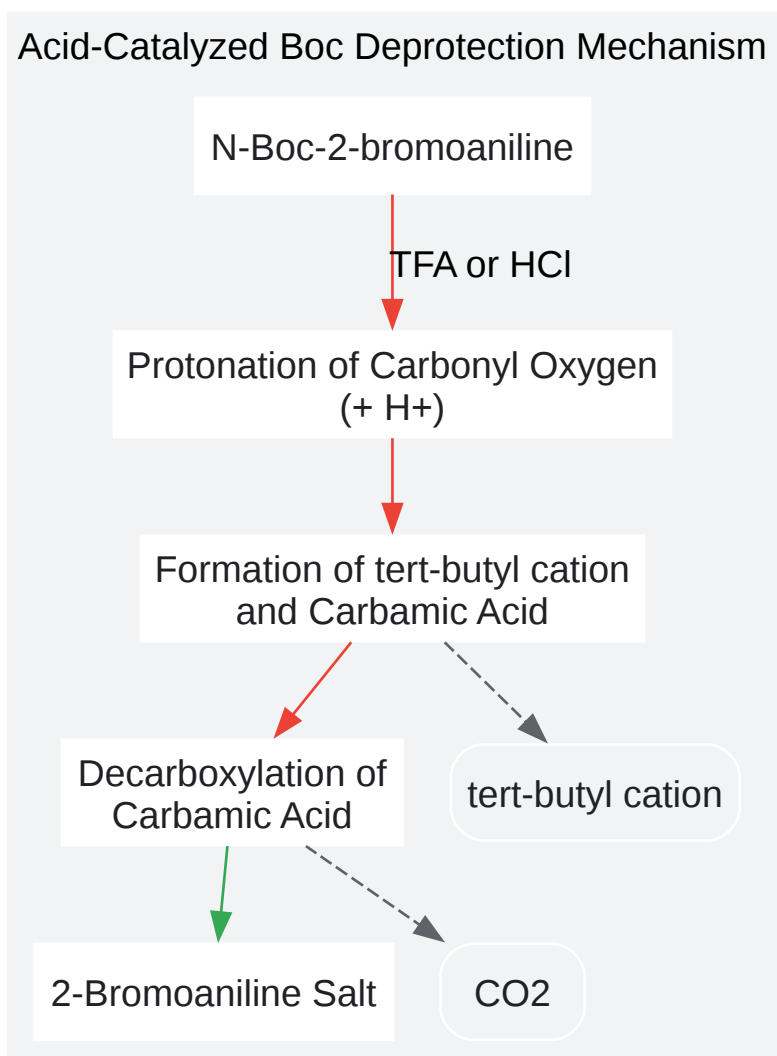 Acid-Catalyzed Boc Deprotection Mechanism
N-Boc-2-bromoaniline
TFA or HCl
Protonation of Carbonyl Oxygen
(+ H+)
Formation of tert-butyl cation
and Carbamic Acid
Decarboxylation of
Carbamic Acid
tert-butyl cation
2-Bromoaniline Salt
CO2